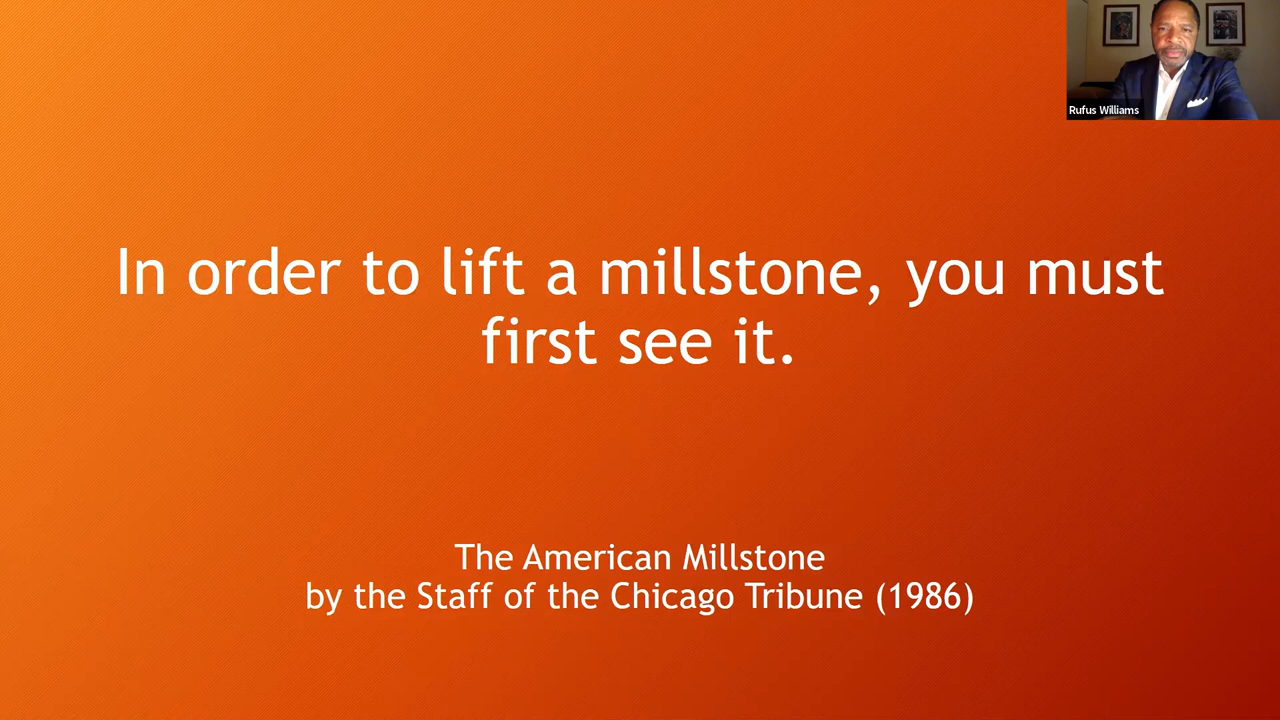 Rufus Williams
In order to lift a millstone, you must
first see it.
The American Millstone
by the Staff of the Chicago Tribune (1986)